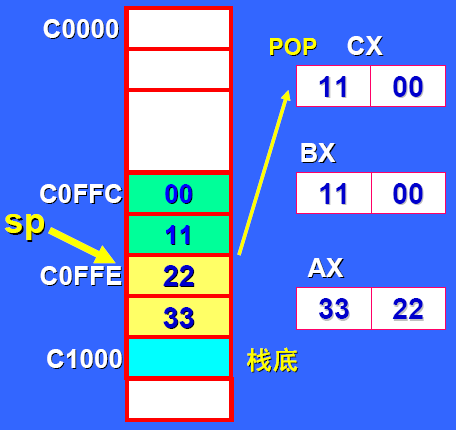 C0000
POP CX
11 00
BX
C0FFC 00 11 00
sp 11
C0FFE 22 AX
33 33 22
C1000 栈底